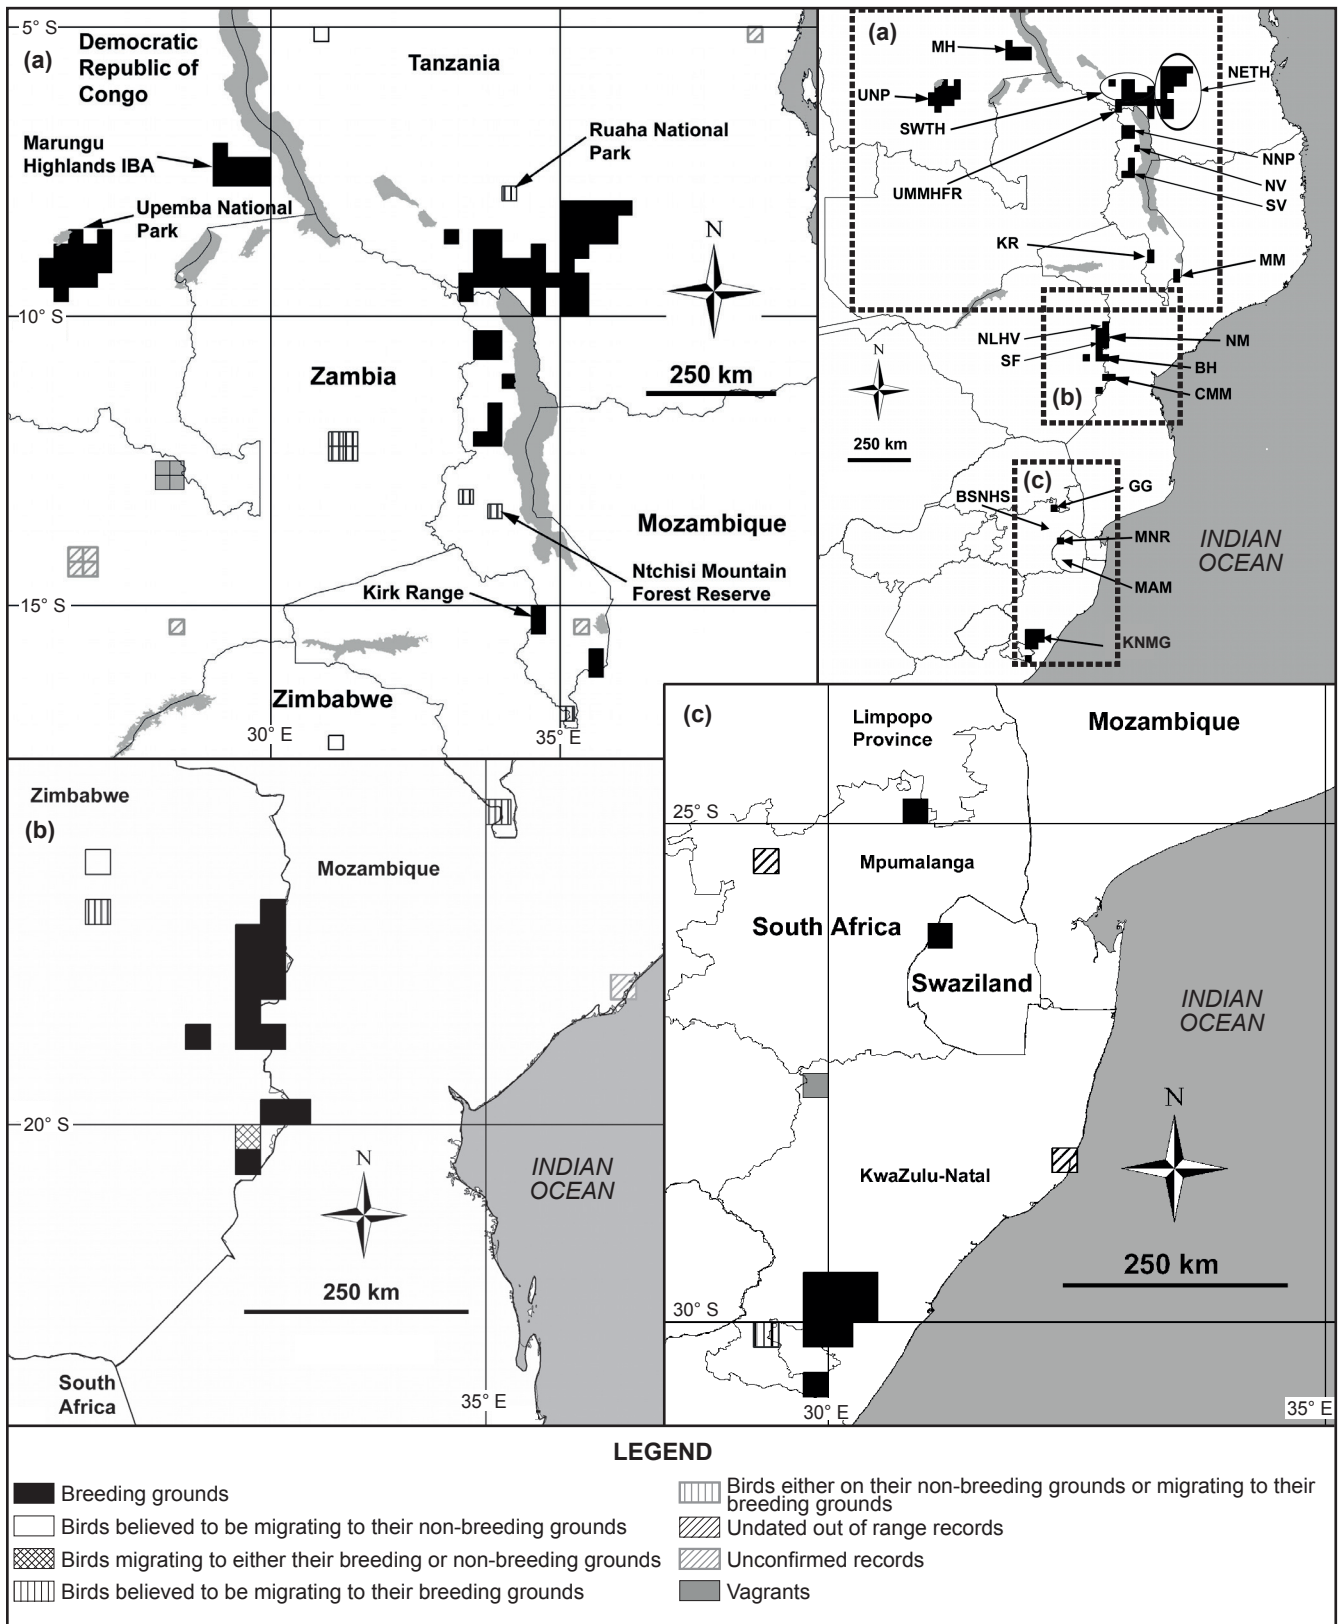 5° S
(a)
Democratic
Republic of
Congo
Tanzania
Marungu
Highlands IBA
Ruaha National
Park
Upemba National
Park
N
10° S
250 km
Zambia
Mozambique
Ntchisi Mountain
Forest Reserve
Kirk Range
15° S
Zimbabwe
30° E
35° E
(a)
MH
NETH
UNP
SWTH
NNP
NV
UMMHFR
SV
KR
MM
NLHV
NM
SF
BH
N
CMM
(b)
250 km
(c)
GG
BSNHS
MNR
INDIAN
OCEAN
MAM
KNMG
Zimbabwe
(b)
Mozambique
20° S
N
INDIAN
OCEAN
250 km
South
Africa
35° E
(c)
Limpopo
Province
Mozambique
25° S
Mpumalanga
South Africa
Swaziland
INDIAN
OCEAN
N
KwaZulu-Natal
250 km
30° S
30° E
35° E
LEGEND
Breeding grounds
Birds believed to be migrating to their non-breeding grounds
Birds migrating to either their breeding or non-breeding grounds
Birds believed to be migrating to their breeding grounds
Birds either on their non-breeding grounds or migrating to their
breeding grounds
Undated out of range records
Unconfirmed records
Vagrants